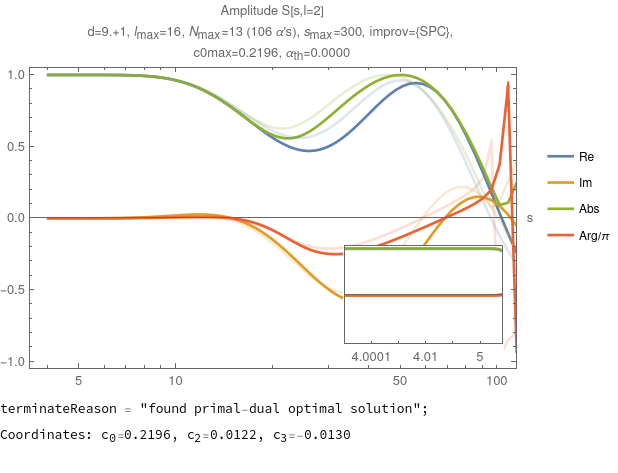 Amplitude S[s,l=2]
d=9.+1, lmax=16, Nmax=13 (106 α's), smax=300, improv={SPC},
c0max=0.2196, αth=0.0000
1.0
0.5
0.0
-0.5
-1.0
5
10
50
100
s
4.0001
4.01
5
Re
Im
Abs
Arg/π
terminateReason = "found primal-dual optimal solution";
Coordinates: c0=0.2196, c2=0.0122, c3=-0.0130